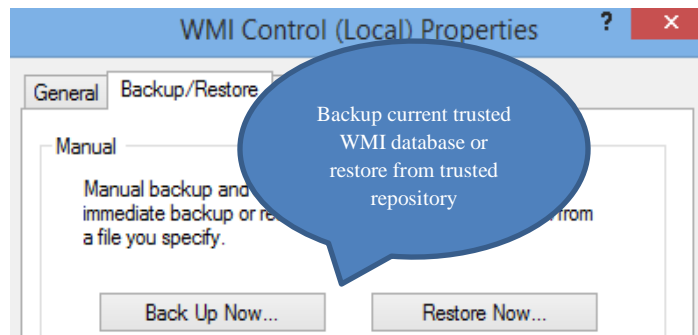 WMI Control (Local) Properties ? ×
General Backup/Restore
Backup current trusted
WMI database or
restore from trusted
repository
Manual
Manual backup and
immediate backup or from
a file you specify.
Back Up Now... Restore Now...